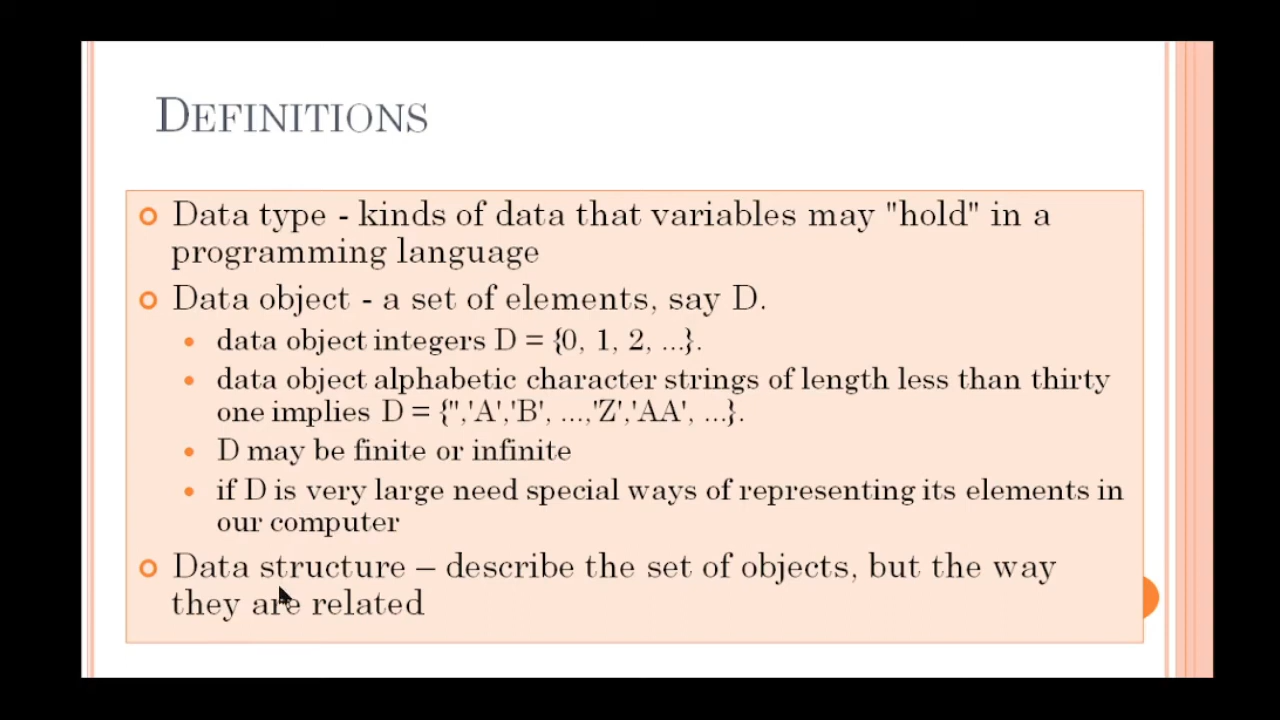 DEFINITIONS
Data type - kinds of data that variables may "hold" in a
programming language
Data object - a set of elements, say D.
data object integers D = {0, 1, 2, ...}.
data object alphabetic character strings of length less than thirty
one implies D = {'','A','B', ...,'Z','AA', ...}.
D may be finite or infinite
if D is very large need special ways of representing its elements in
our computer
Data structure – describe the set of objects, but the way
they are related